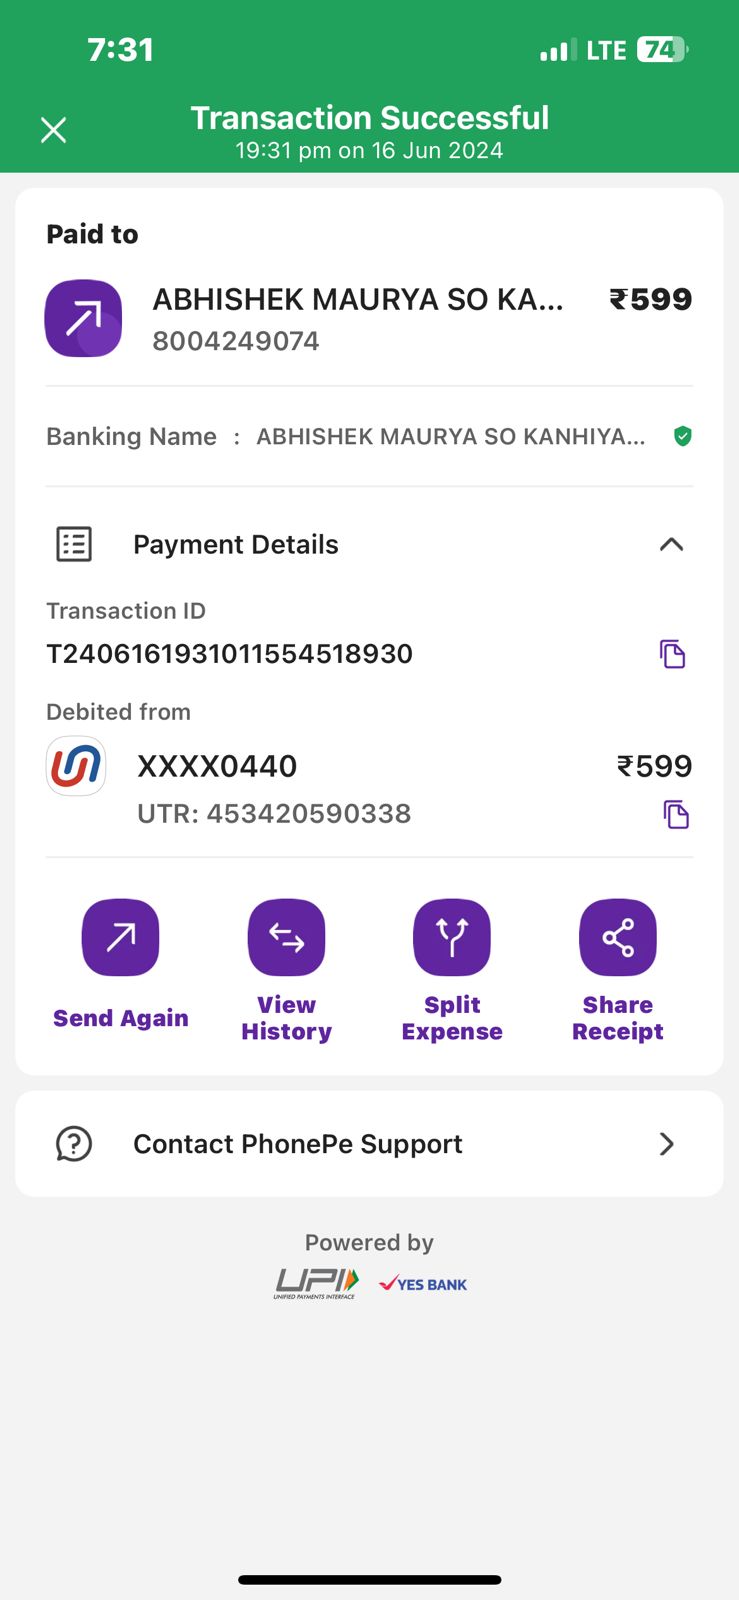 7:31
LTE 74
Transaction Successful
19:31 pm on 16 Jun 2024
Paid to
ABHISHEK MAURYA SO KA... ₹599
8004249074
Banking Name : ABHISHEK MAURYA SO KANHIYA...
Payment Details
Transaction ID
T2406161931011554518930
Debited from
XXXX0440 ₹599
UTR: 453420590338
Send Again
View History
Split Expense
Share Receipt
Contact PhonePe Support
Powered by
UPI YES BANK
UNIFIED PAYMENTS INTERFACE